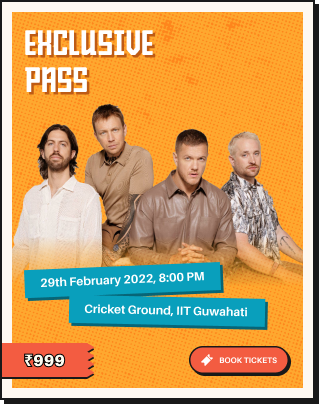 EXCLUSIVE
PASS
29th February 2022, 8:00 PM
Cricket Ground, IIT Guwahati
₹999
BOOK TICKETS